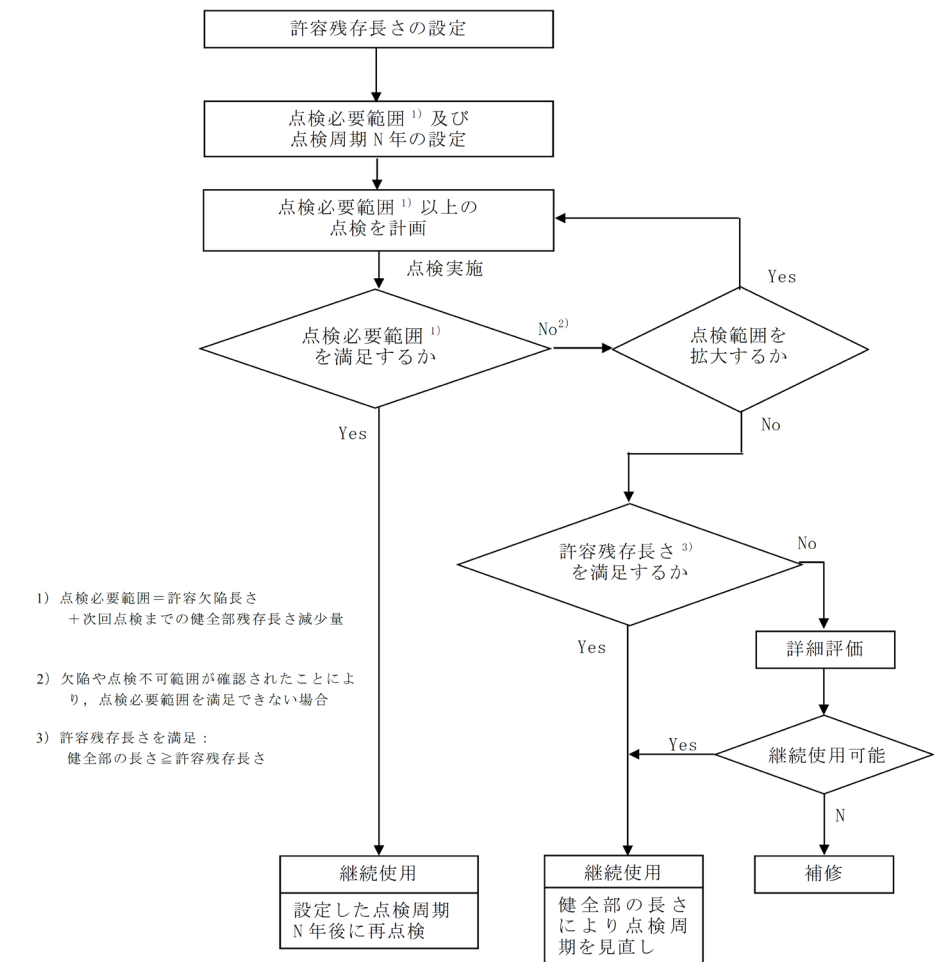 許容残存長さの設定
点検必要範囲 1) 及び
点検周期 N 年の設定
点検必要範囲 1) 以上の
点検を計画
点検実施
点検必要範囲 1)
を満足するか
No2)
点検範囲を
拡大するか
Yes
No
Yes
許容残存長さ 3)
を満足するか
No
Yes
詳細評価
継続使用可能
Yes
N
補修
1) 点検必要範囲＝許容欠陥長さ
＋次回点検までの健全部残存長さ減少量
2) 欠陥や点検不可範囲が確認されたことによ
り，点検必要範囲を満足できない場合
3) 許容残存長さを満足：
健全部の長さ≧許容残存長さ
継続使用
設定した点検周期
N 年後に再点検
継続使用
健全部の長さ
により点検周
期を見直し